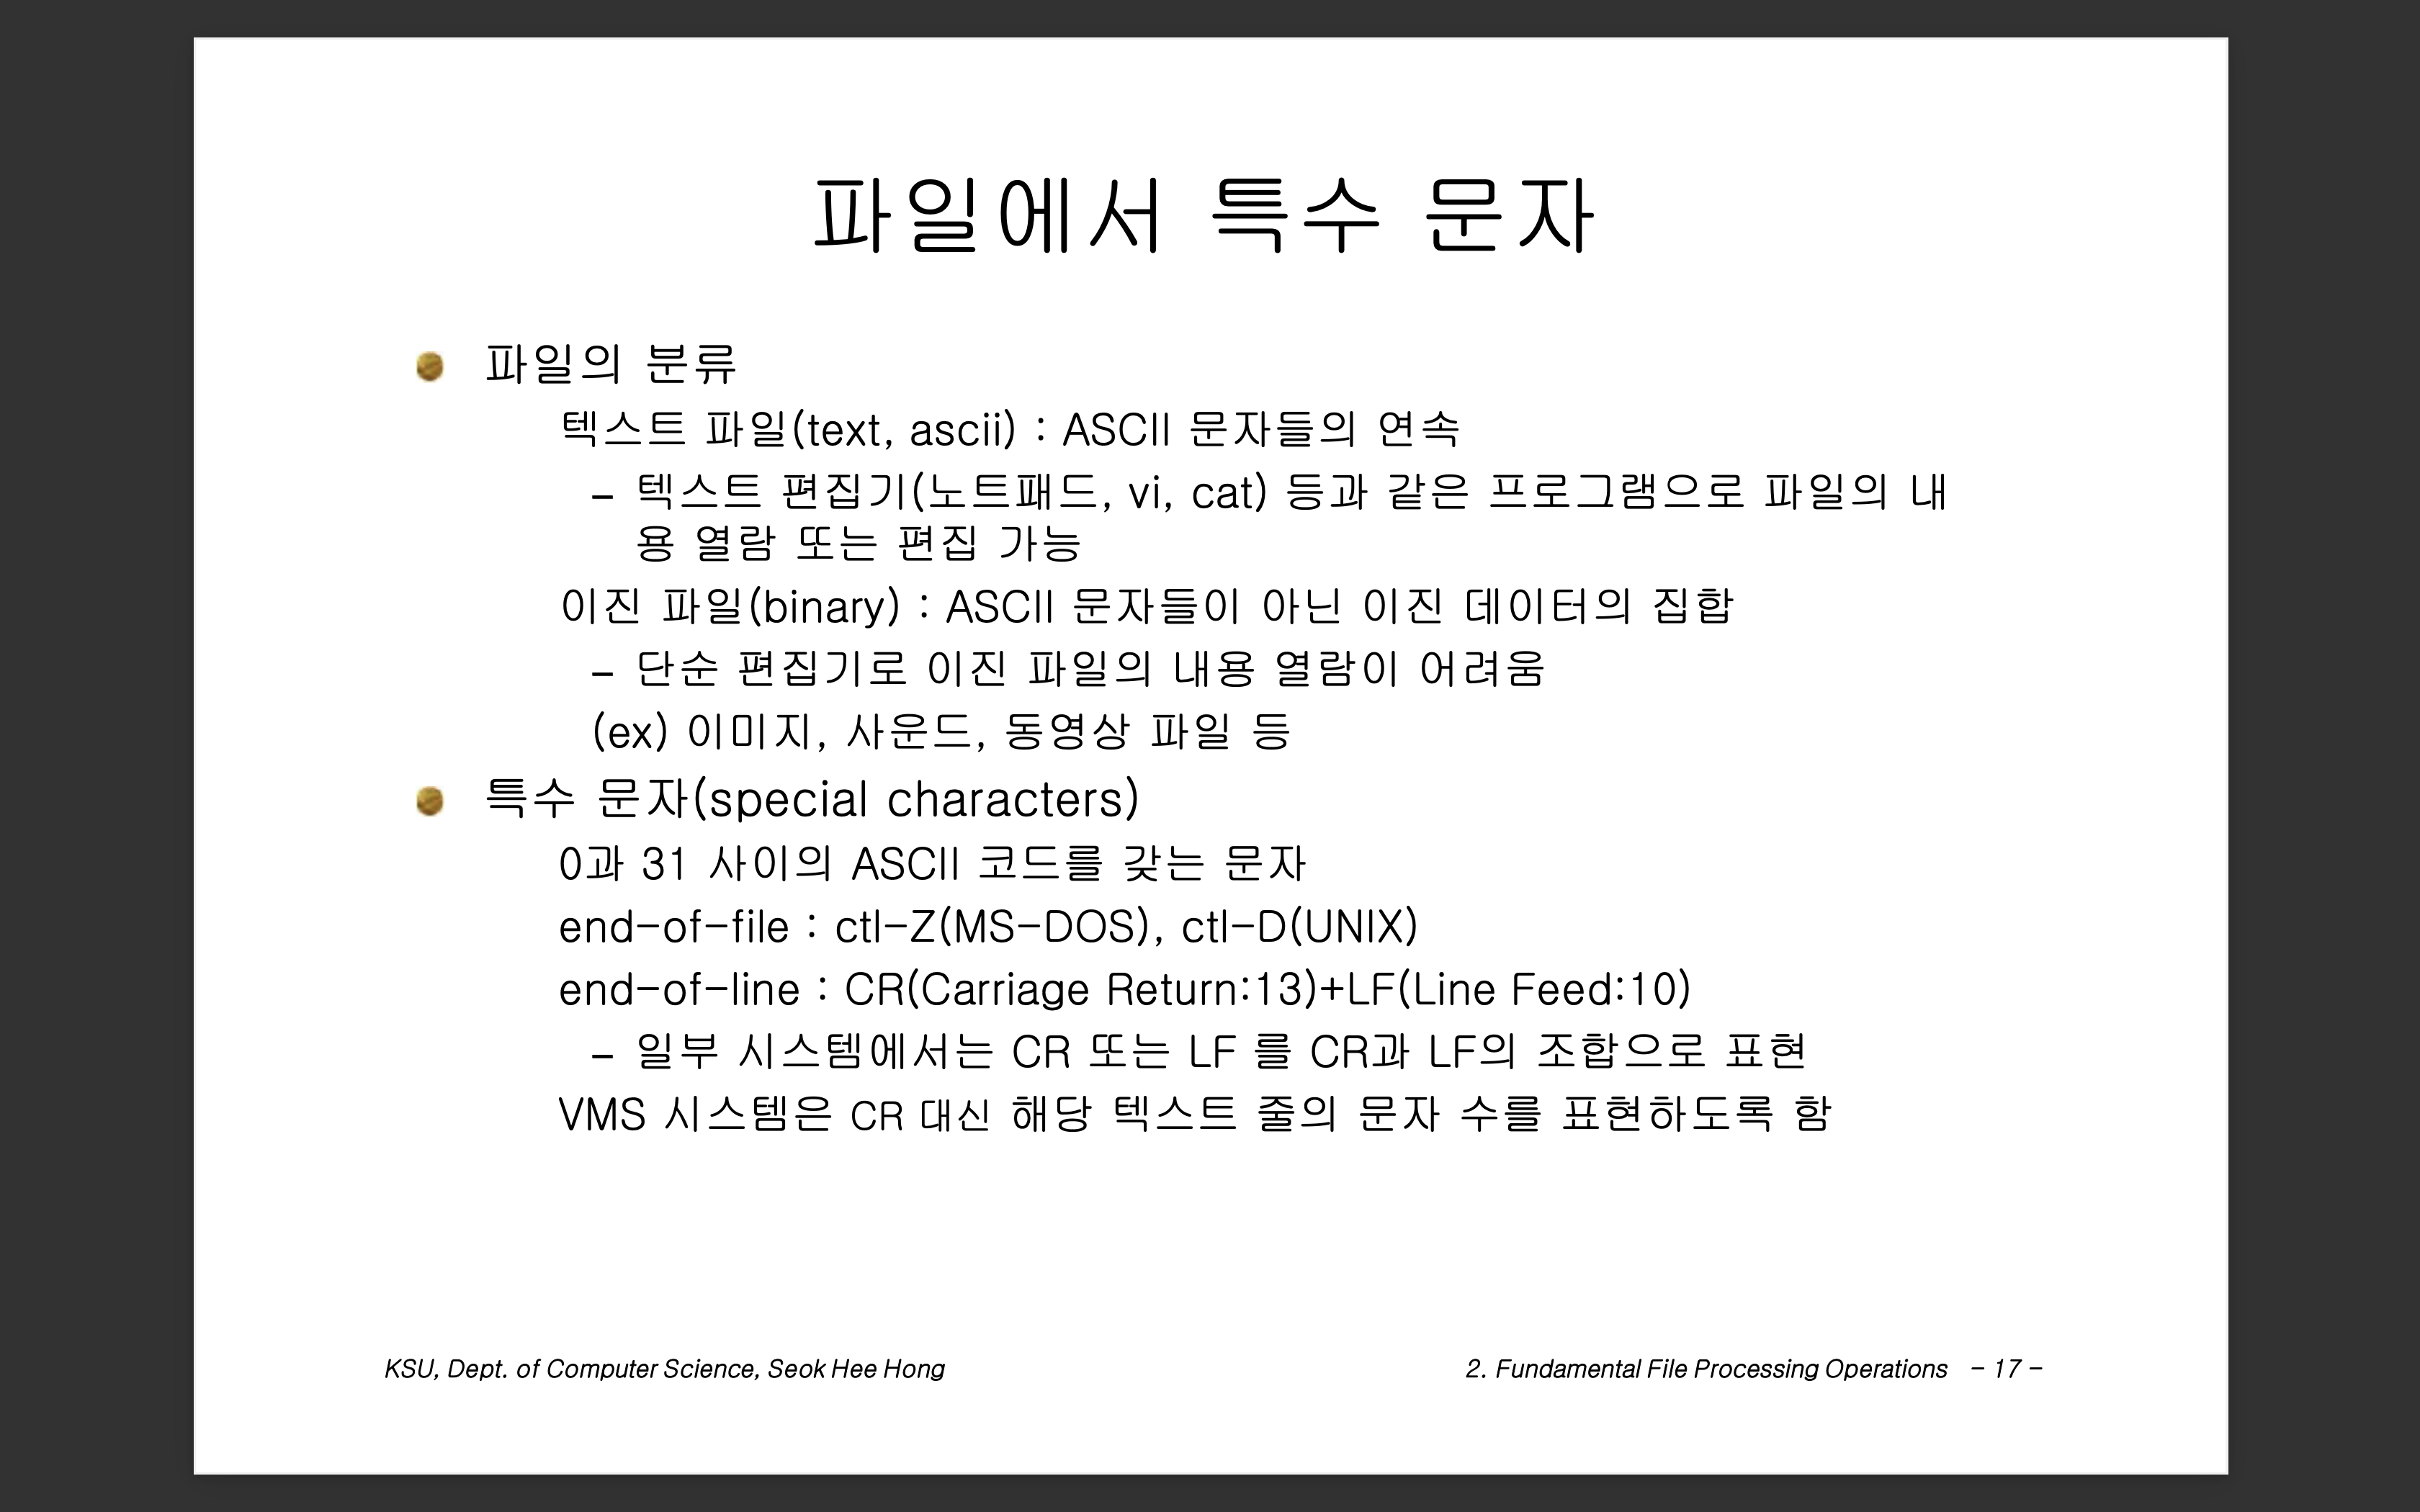 파일에서 특수 문자
파일의 분류
텍스트 파일(text, ascii) : ASCII 문자들의 연속
– 텍스트 편집기(노트패드, vi, cat) 등과 같은 프로그램으로 파일의 내
용 열람 또는 편집 가능
이진 파일(binary) : ASCII 문자들이 아닌 이진 데이터의 집합
– 단순 편집기로 이진 파일의 내용 열람이 어려움
(ex) 이미지, 사운드, 동영상 파일 등
특수 문자(special characters)
0과 31 사이의 ASCII 코드를 갖는 문자
end-of-file : ctl-Z(MS-DOS), ctl-D(UNIX)
end-of-line : CR(Carriage Return:13)+LF(Line Feed:10)
– 일부 시스템에서는 CR 또는 LF 를 CR과 LF의 조합으로 표현
VMS 시스템은 CR 대신 해당 텍스트 줄의 문자 수를 표현하도록 함
KSU, Dept. of Computer Science, Seok Hee Hong
2. Fundamental File Processing Operations - 17 -